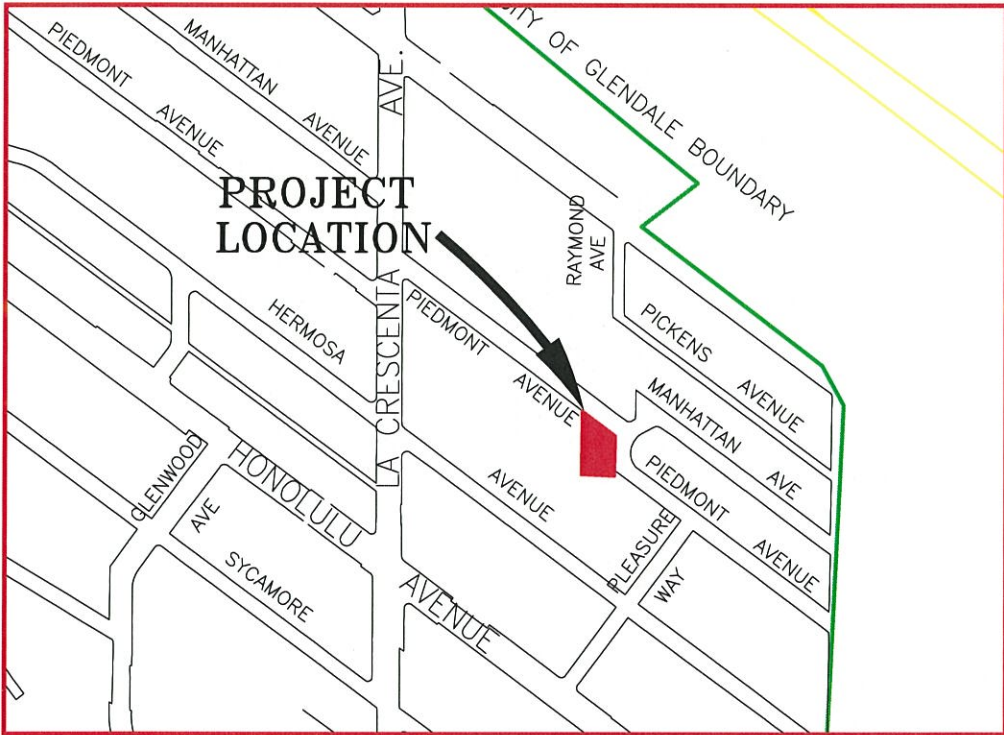 PIEDMONT
AVENUE
MANHATTAN
AVENUE
AVE.
CITY OF GLENDALE BOUNDARY
PROJECT
LOCATION
RAYMOND
AVE
LA CRESCENTA
HERMOSA
PIEDMONT
AVENUE
PICKENS
AVENUE
MANHATTAN
AVE
PIEDMONT
AVENUE
GLENWOOD
AVE
HONOLULU
AVENUE
AVENUE
SYCAMORE
PLEASURE
WAY